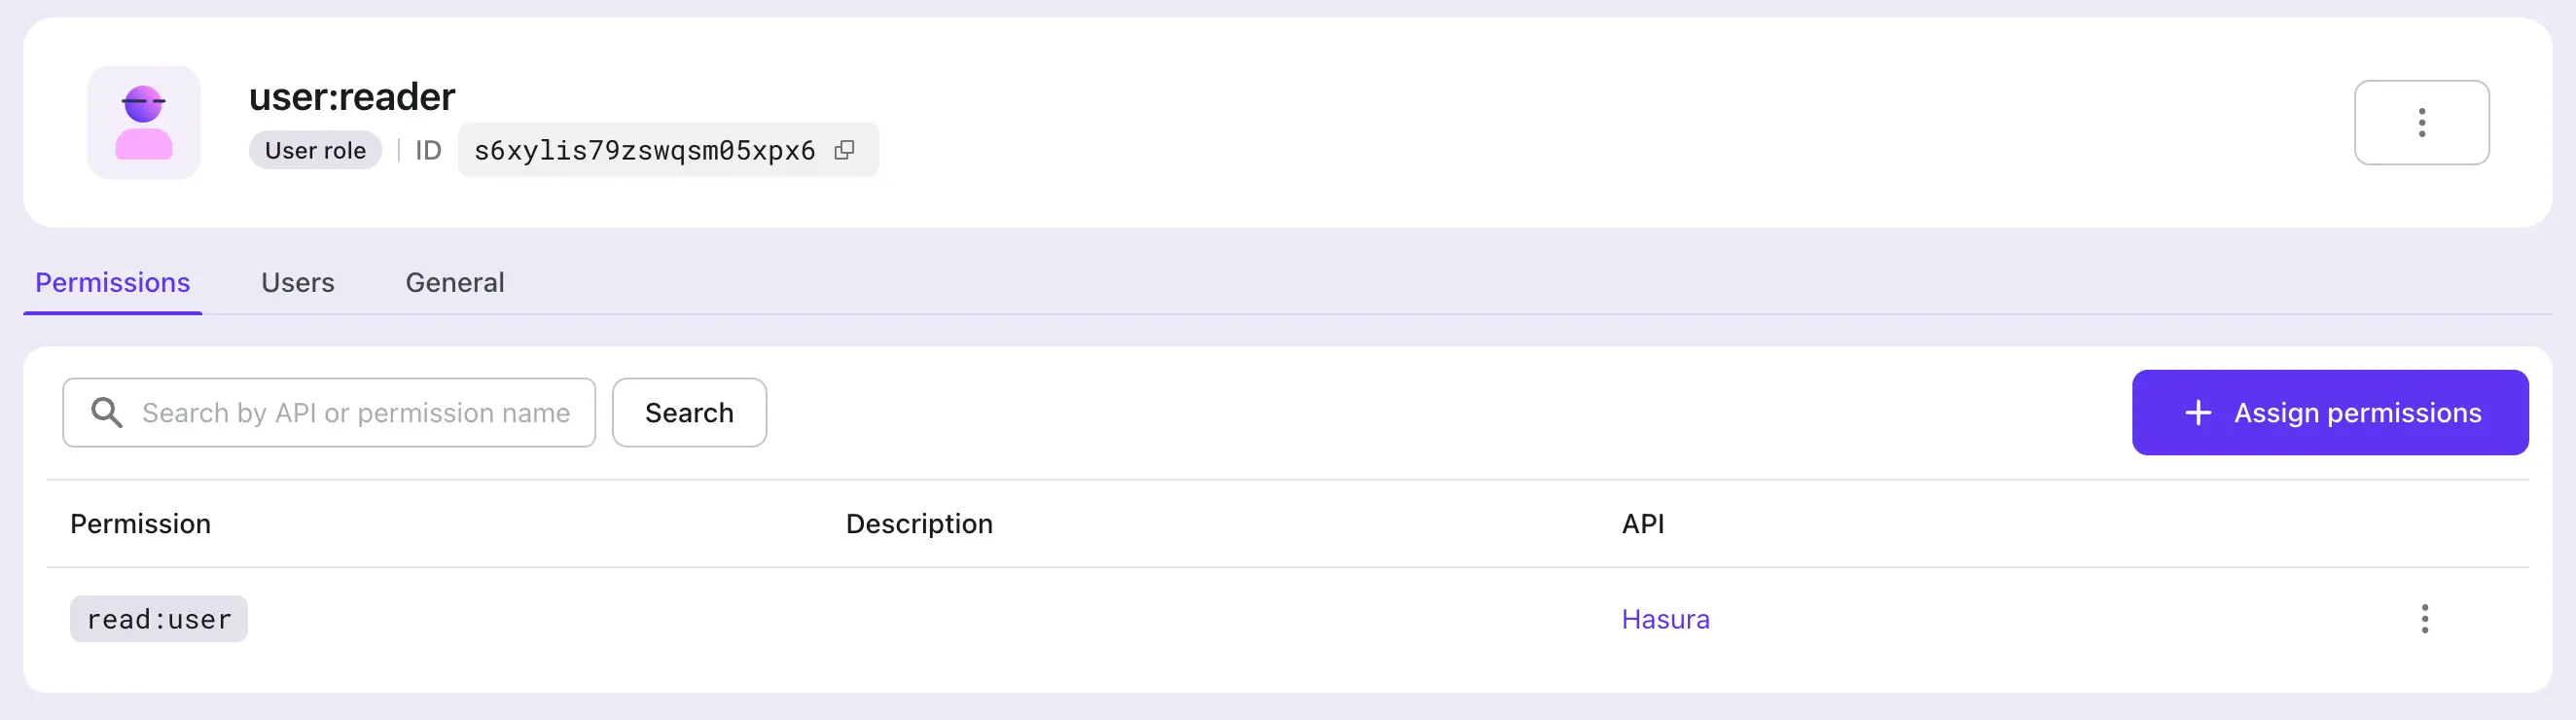 user:reader
User role | ID s6xylis79zswqsm05xpx6
Permissions Users General
Search by API or permission name Search + Assign permissions
Permission Description API
read:user Hasura